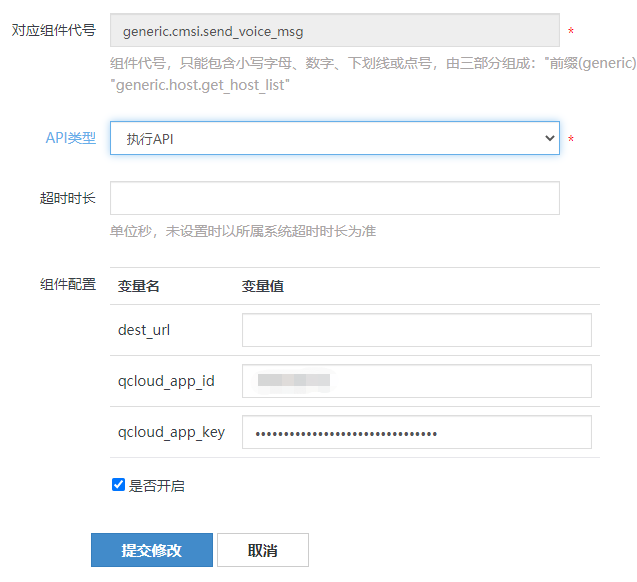 对应组件代号
generic.cmsi.send_voice_msg
*
组件代号，只能包含小写字母、数字、下划线或点号，由三部分组成："前缀(generic)
"generic.host.get_host_list"
API类型
执行API
*
超时时长
单位秒，未设置时以所属系统超时时长为准
组件配置
变量名 变量值
dest_url
qcloud_app_id
qcloud_app_key
是否开启
提交修改 取消